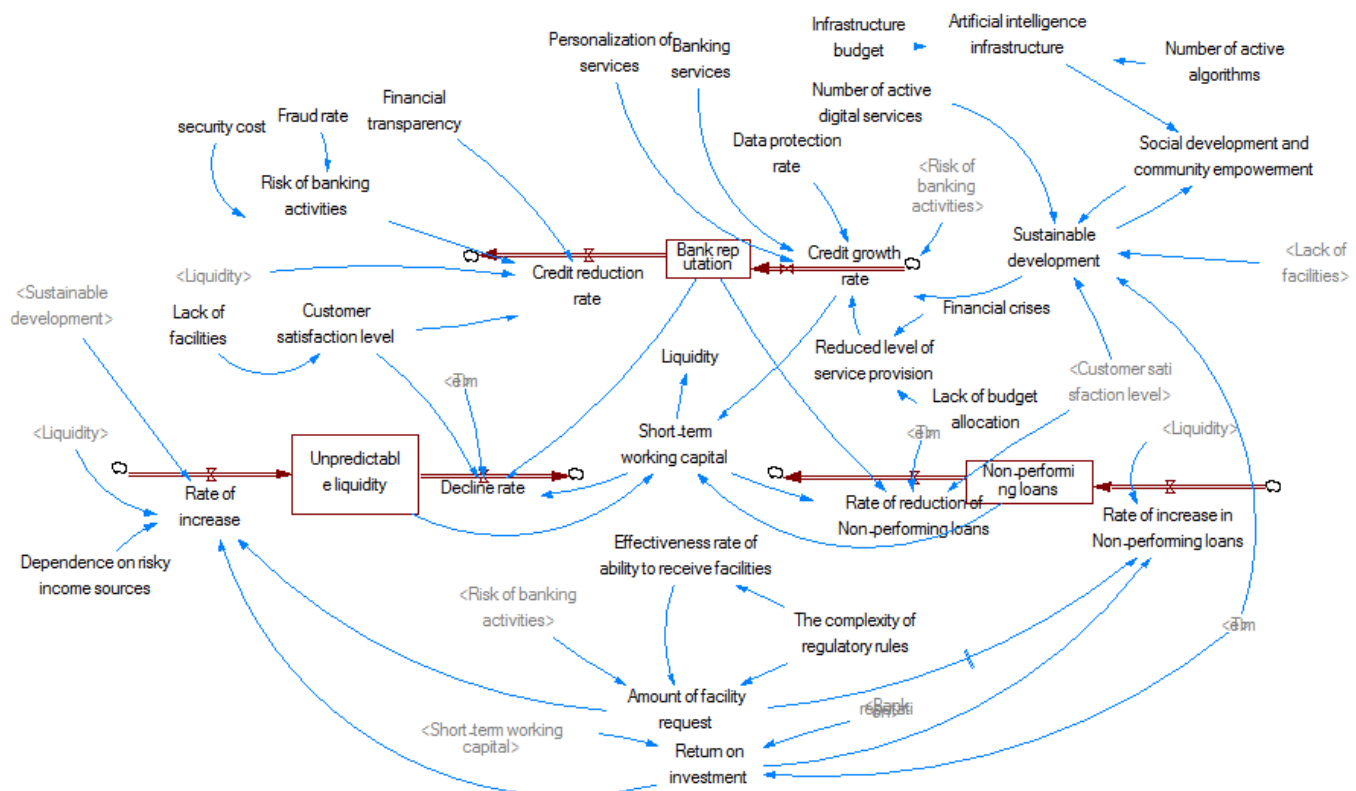 Personalization of
services
Banking
services
Infrastructure
budget
Artificial intelligence
infrastructure
Number of active
algorithms
Number of active
digital services
Financial
transparency
Fraud rate
security cost
Data protection
rate
Social development and
community empowerment
<Risk of
banking
activities>
Risk of banking
activities
Bank rep
utation
Credit growth
rate
Sustainable
development
<Lack of
facilities>
<Liquidity>
Credit reduction
rate
<Sustainable
development>
Lack of
facilities
Customer
satisfaction level
Financial crises
Liquidity
Reduced level of
service provision
<Customer sati
sfaction level>
Lack of budget
allocation
<Liquidity>
<Liquidity>
Unpredictabl
e liquidity
Short-term
working capital
Decline rate
Non-performi
ng loans
Rate of
increase
Rate of reduction of
Non-performing loans
Rate of increase in
Non-performing loans
Dependence on risky
income sources
Effectiveness rate of
ability to receive facilities
<Risk of banking
activities>
The complexity of
regulatory rules
Amount of facility
request
<Short-term working
capital>
<Bank
Return on
investment